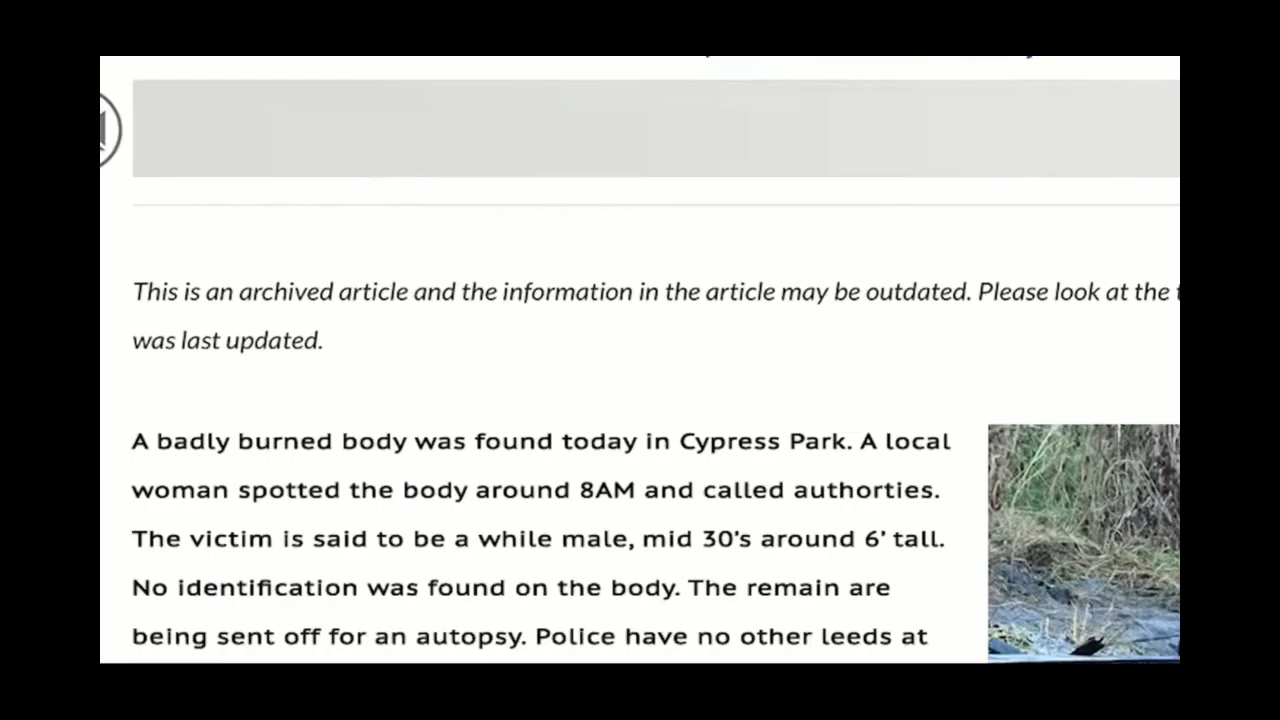 This is an archived article and the information in the article may be outdated. Please look at the
was last updated.
A badly burned body was found today in Cypress Park. A local
woman spotted the body around 8AM and called authorties.
The victim is said to be a while male, mid 30's around 6' tall.
No identification was found on the body. The remain are
being sent off for an autopsy. Police have no other leeds at